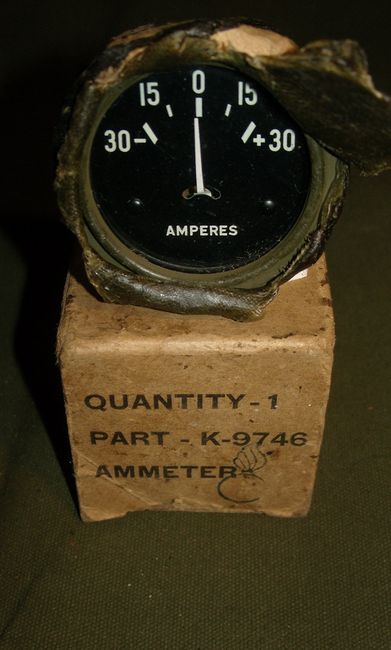 15 0 15
30- +30
AMPERES
QUANTITY - 1
PART - K-9746
AMMETER